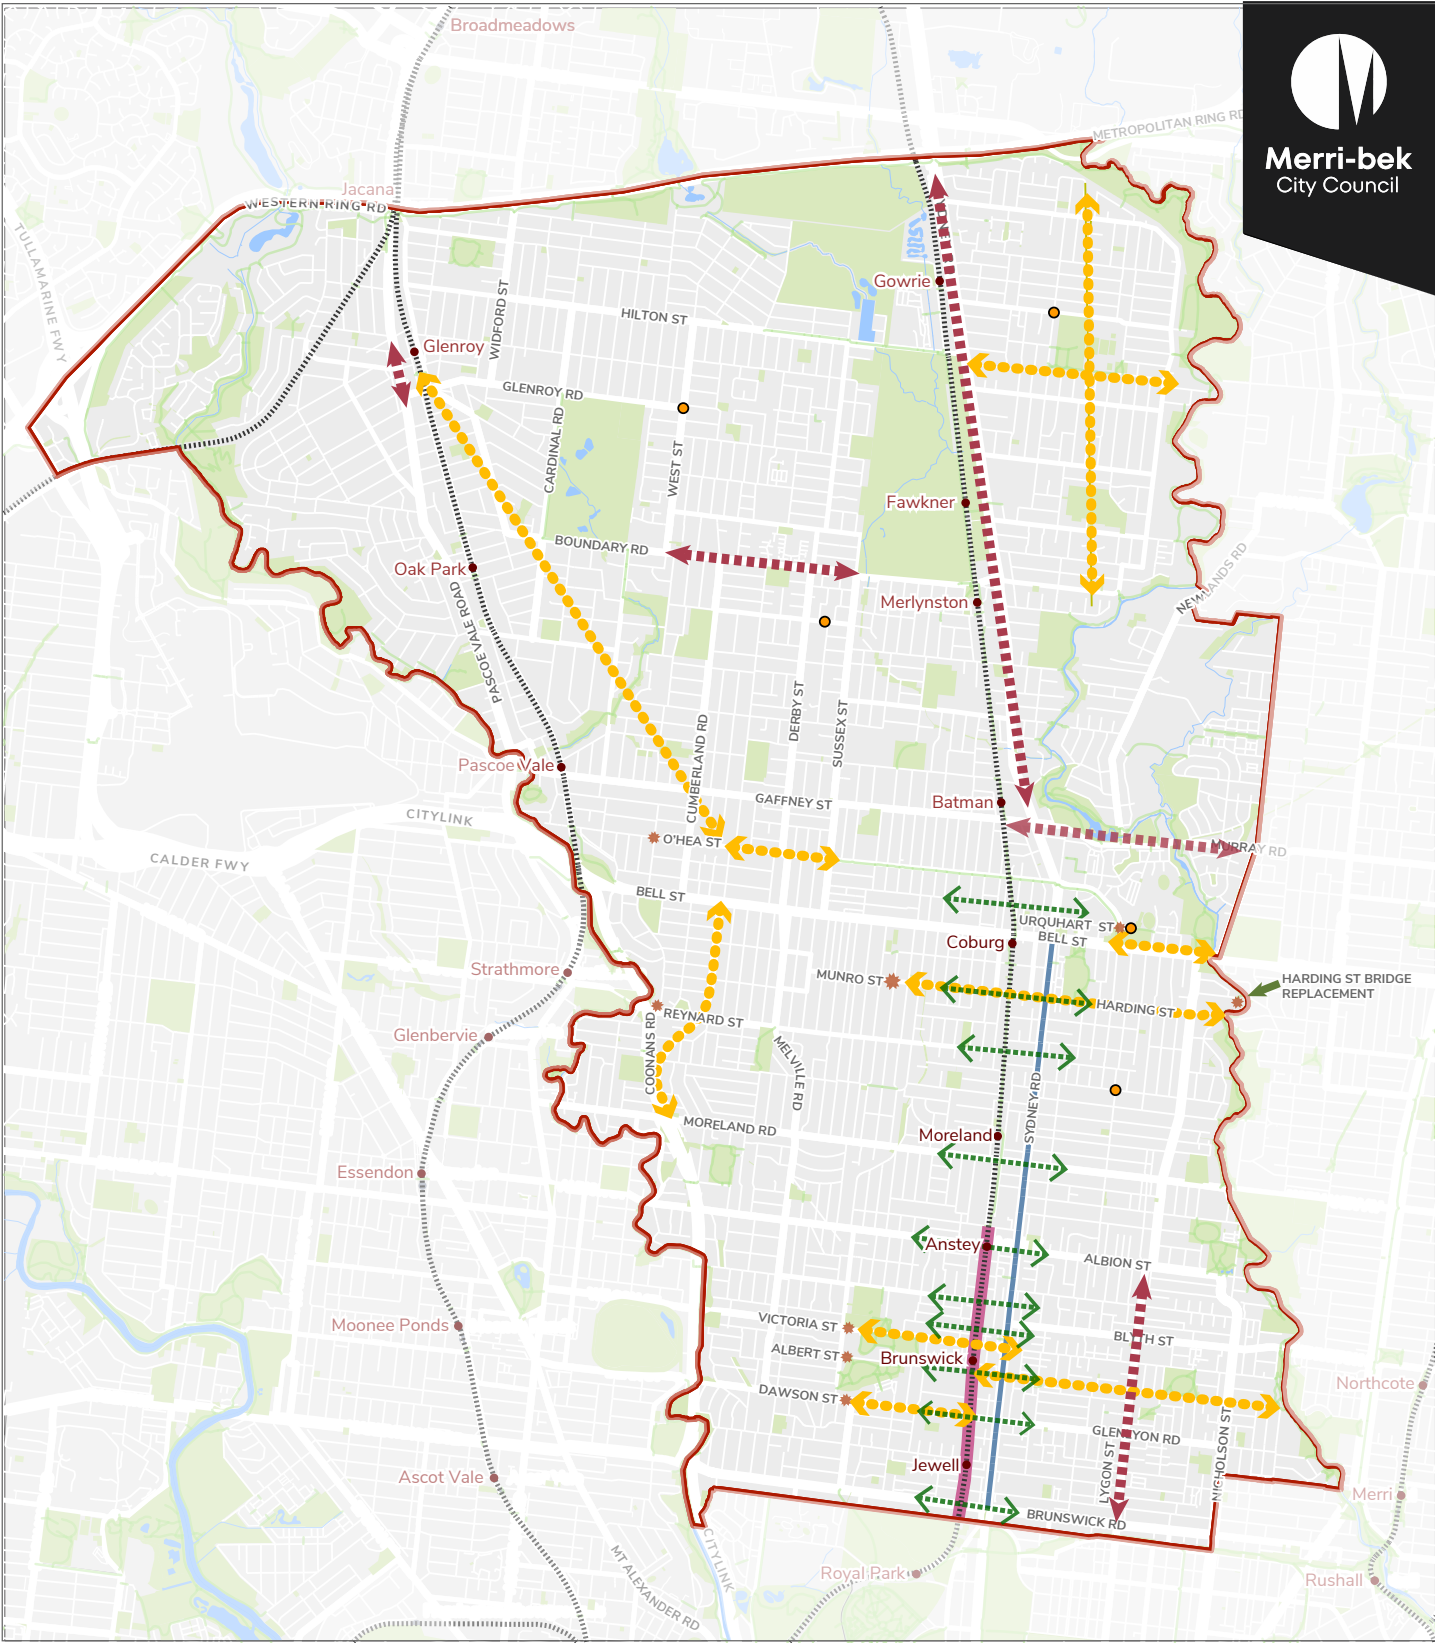 Broadmeadows
METROPOLITAN RING RD
Merri-bek
City Council
Jacana
WESTERN RING RD
TULLAMARINE FWY
Gowrie
WIDFORD ST
HILTON ST
Glenroy
GLENROY RD
CARDINAL RD
WEST ST
Fawkner
BOUNDARY RD
Oak Park
NEWLANDS RD
Merlynston
PASCOE VALE ROAD
DERBY ST
SUSSEX ST
CUMBERLAND RD
Pascoe Vale
GAFFNEY ST
Batman
CITYLINK
O'HEA ST
MURRAY RD
CALDER FWY
BELL ST
URQUHART ST
BELL ST
Coburg
Strathmore
MUNRO ST
HARDING ST BRIDGE
REPLACEMENT
HARDING ST
REYNARD ST
COONANS RD
Glenbervie
MELVILLE RD
SYDNEY RD
MORELAND RD
Moreland
Essendon
Anstey
ALBION ST
VICTORIA ST
Moonee Ponds
BLYTH ST
ALBERT ST
Brunswick
Northcote
DAWSON ST
GLENLYON RD
NICHOLSON ST
LYGON ST
Jewell
Ascot Vale
Merri
BRUNSWICK RD
CITYLINK
MT ALEXANDER RD
Royal Park
Rushall